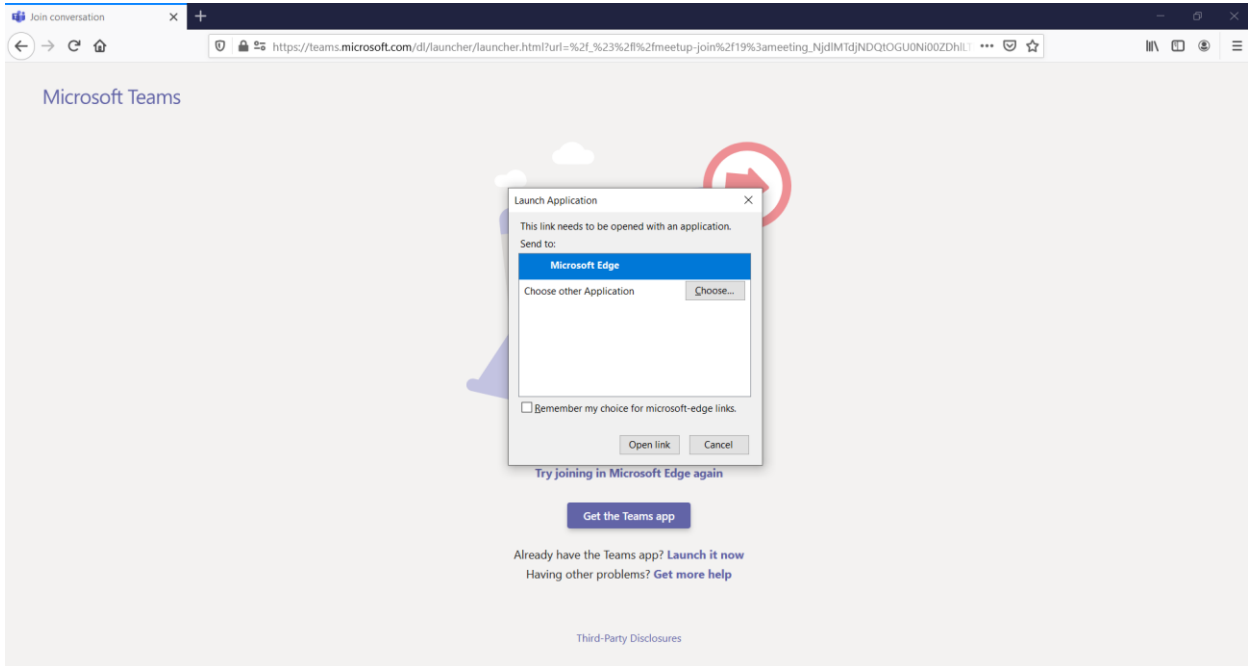 Join conversation
https://teams.microsoft.com/dl/launcher/launcher.html?url=%2f_%23%2fl%2fmeetup-join%2f19%3ameeting_NjdlMTdjNDQtOGU0Ni00ZDhlLT
Microsoft Teams
Launch Application
This link needs to be opened with an application.
Send to:
Microsoft Edge
Choose other Application Choose...
Remember my choice for microsoft-edge links.
Open link Cancel
Try joining in Microsoft Edge again
Get the Teams app
Already have the Teams app? Launch it now
Having other problems? Get more help
Third-Party Disclosures